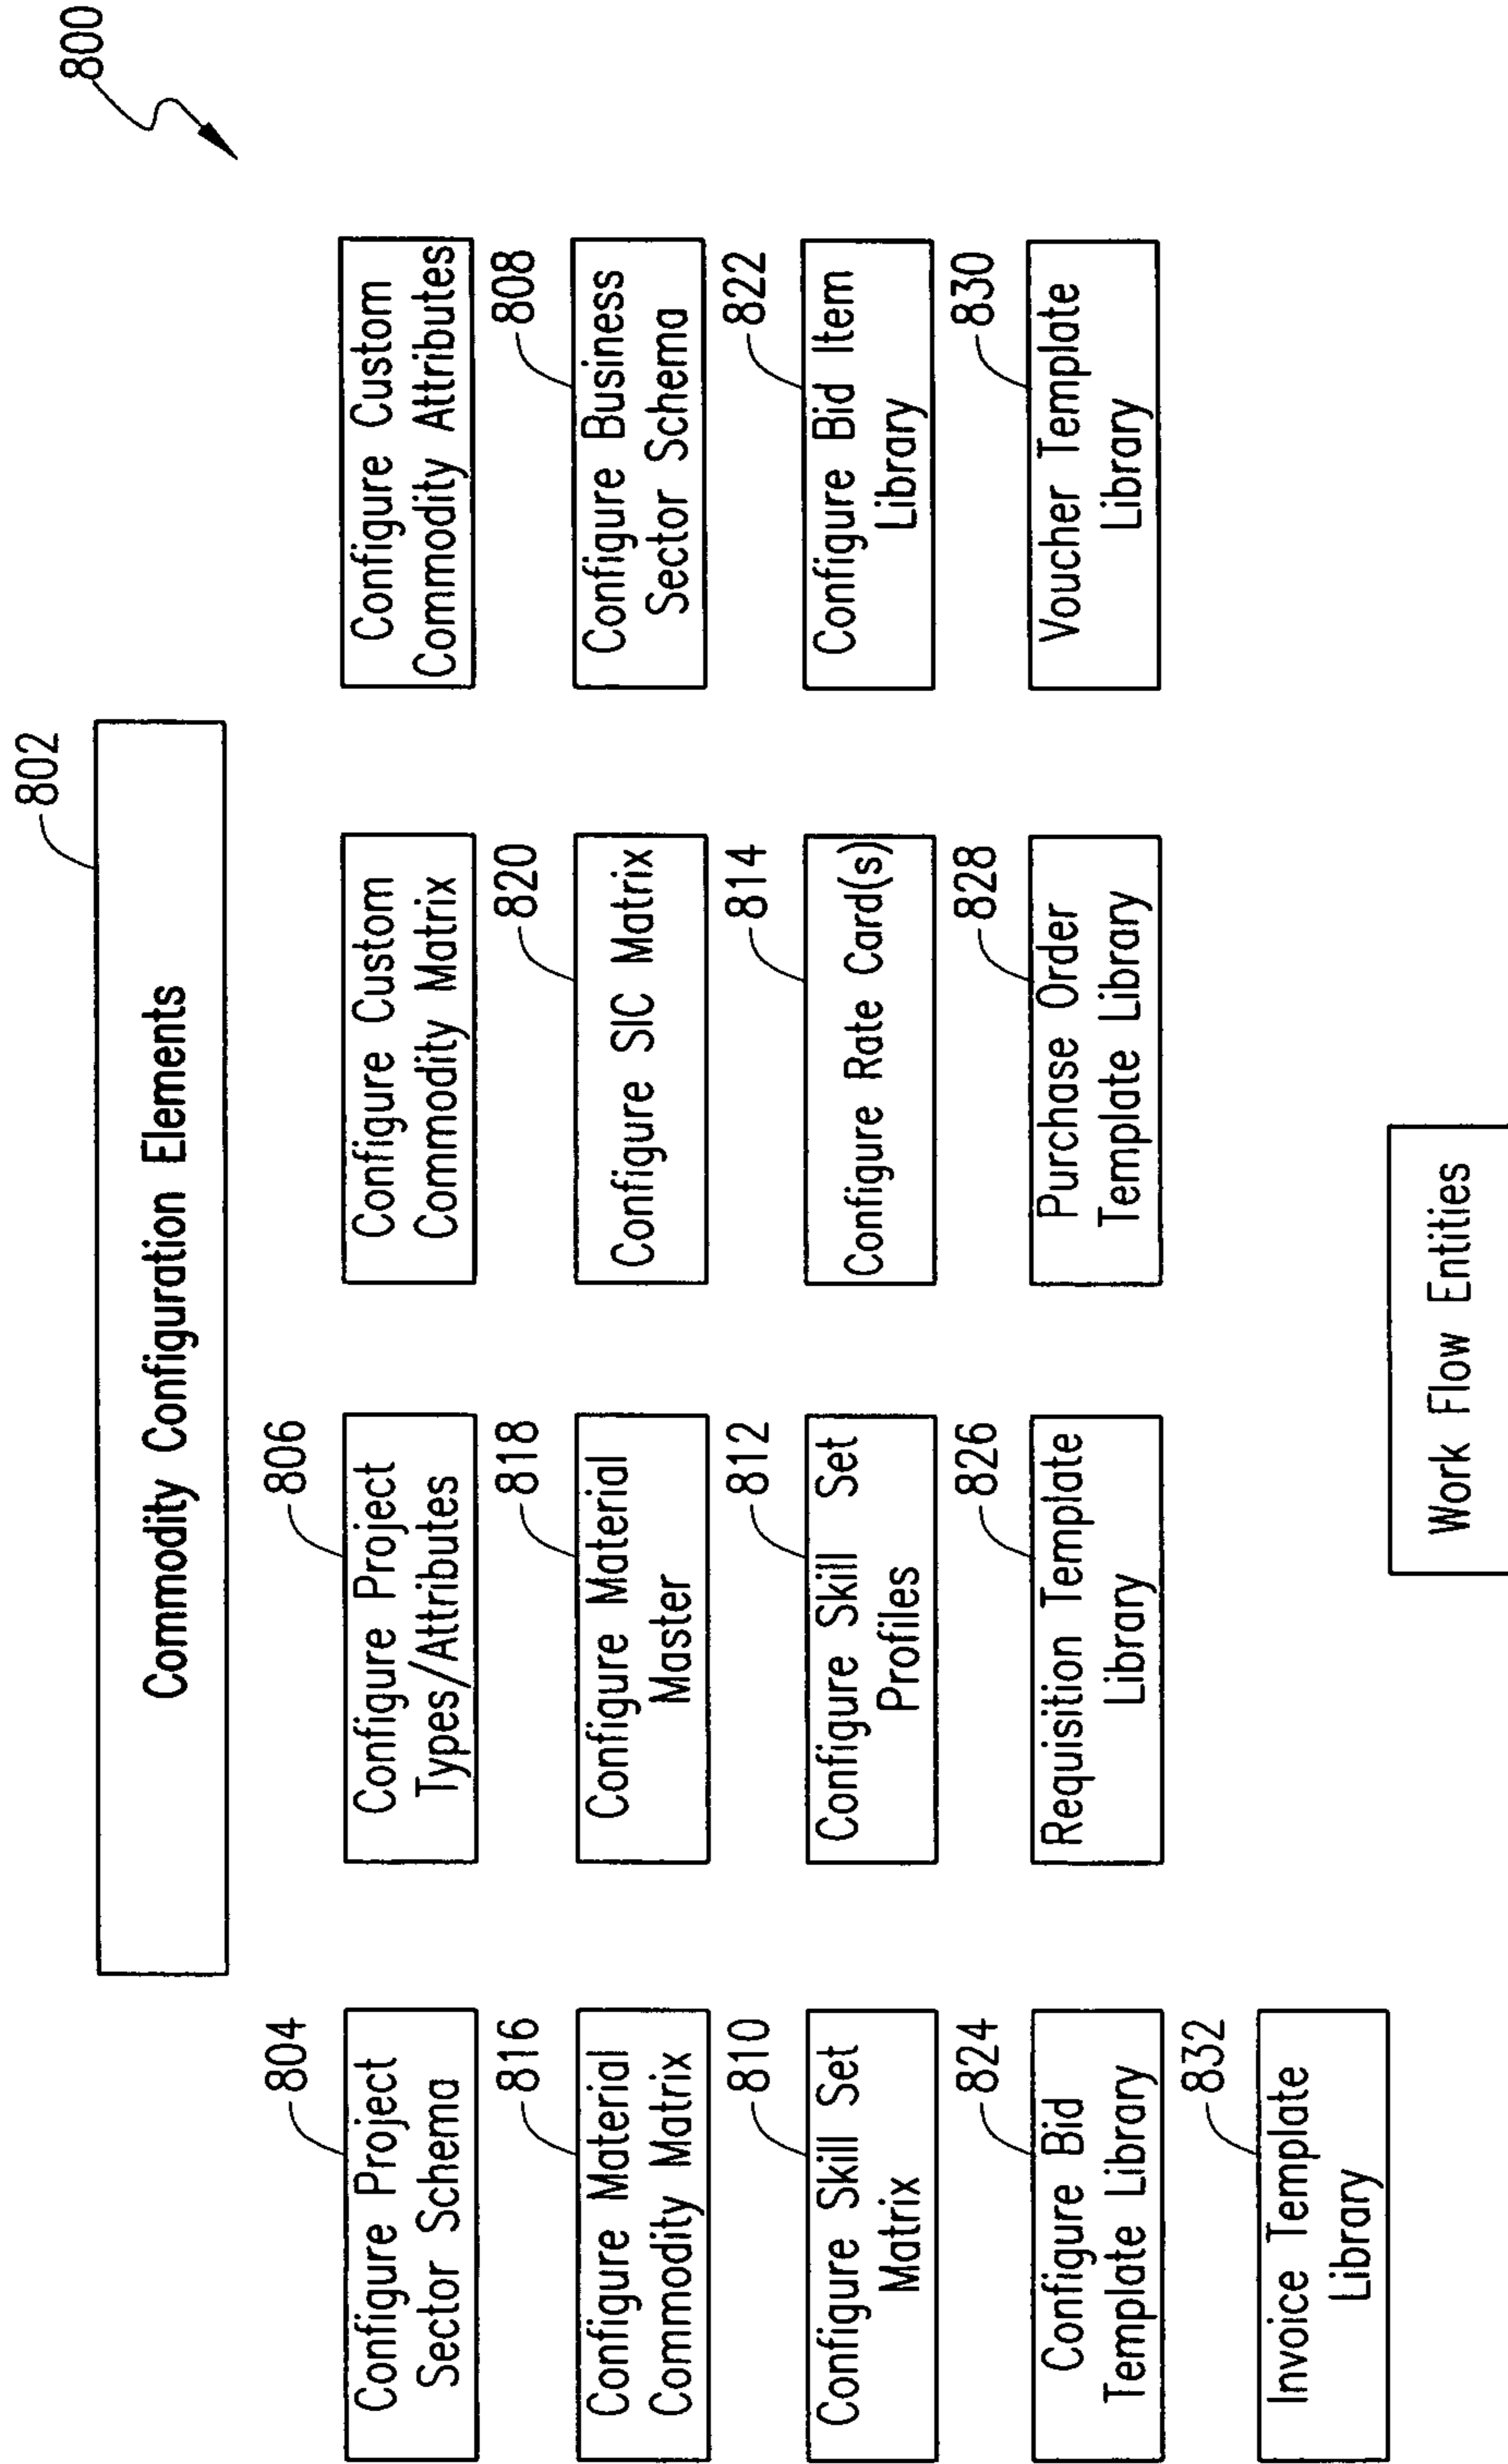 800
802
Commodity Configuration Elements
804
Configure Project
Sector Schema
806
Configure Project
Types/Attributes
Configure Custom
Commodity Matrix
Configure Custom
Commodity Attributes
816
Configure Material
Commodity Matrix
818
Configure Material
Master
820
Configure SIC Matrix
808
Configure Business
Sector Schema
810
Configure Skill Set
Matrix
812
Configure Skill Set
Profiles
814
Configure Rate Card(s)
822
Configure Bid Item
Library
824
Configure Bid
Template Library
826
Requisition Template
Library
828
Purchase Order
Template Library
830
Voucher Template
Library
832
Invoice Template
Library
Work Flow Entities